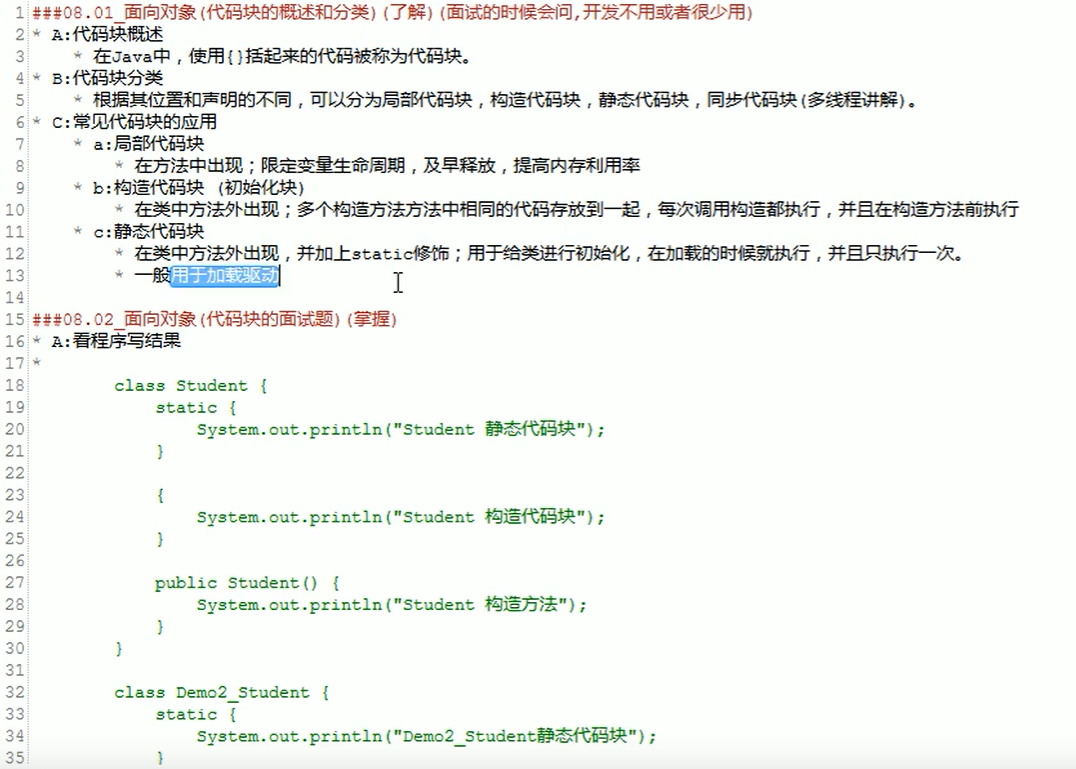 1 ###08.01_面向对象(代码块的概述和分类)(了解)(面试的时候会问,开发不用或者很少用)
2 * A:代码块概述
3 * 在Java中，使用{}括起来的代码被称为代码块。
4 * B:代码块分类
5 * 根据其位置和声明的不同，可以分为局部代码块，构造代码块，静态代码块，同步代码块(多线程讲解)。
6 * C:常见代码块的应用
7 * a:局部代码块
8 * 在方法中出现；限定变量生命周期，及早释放，提高内存利用率
9 * b:构造代码块 (初始化块)
10 * 在类中方法外出现；多个构造方法方法中相同的代码存放到一起，每次调用构造都执行，并且在构造方法前执行
11 * c:静态代码块
12 * 在类中方法外出现，并加上static修饰；用于给类进行初始化，在加载的时候就执行，并且只执行一次。
13 * 一般用于加载驱动
14
15 ###08.02_面向对象(代码块的面试题)(掌握)
16 * A:看程序写结果
17 *
18 class Student {
19 static {
20 System.out.println("Student 静态代码块");
21 }
22
23 {
24 System.out.println("Student 构造代码块");
25 }
26
27 public Student() {
28 System.out.println("Student 构造方法");
29 }
30 }
31
32 class Demo2_Student {
33 static {
34 System.out.println("Demo2_Student静态代码块");
35 }